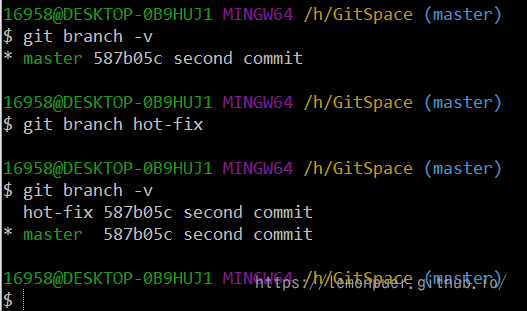 16958@DESKTOP-0B9HUJ1 MINGW64 /h/GitSpace (master)
$ git branch -v
* master 587b05c second commit
16958@DESKTOP-0B9HUJ1 MINGW64 /h/GitSpace (master)
$ git branch hot-fix
16958@DESKTOP-0B9HUJ1 MINGW64 /h/GitSpace (master)
$ git branch -v
  hot-fix 587b05c second commit
* master  587b05c second commit
16958@DESKTOP-0B9HUJ1 MINGW64 /h/GitSpace (master)
https://lemonpuer.github.io/
$